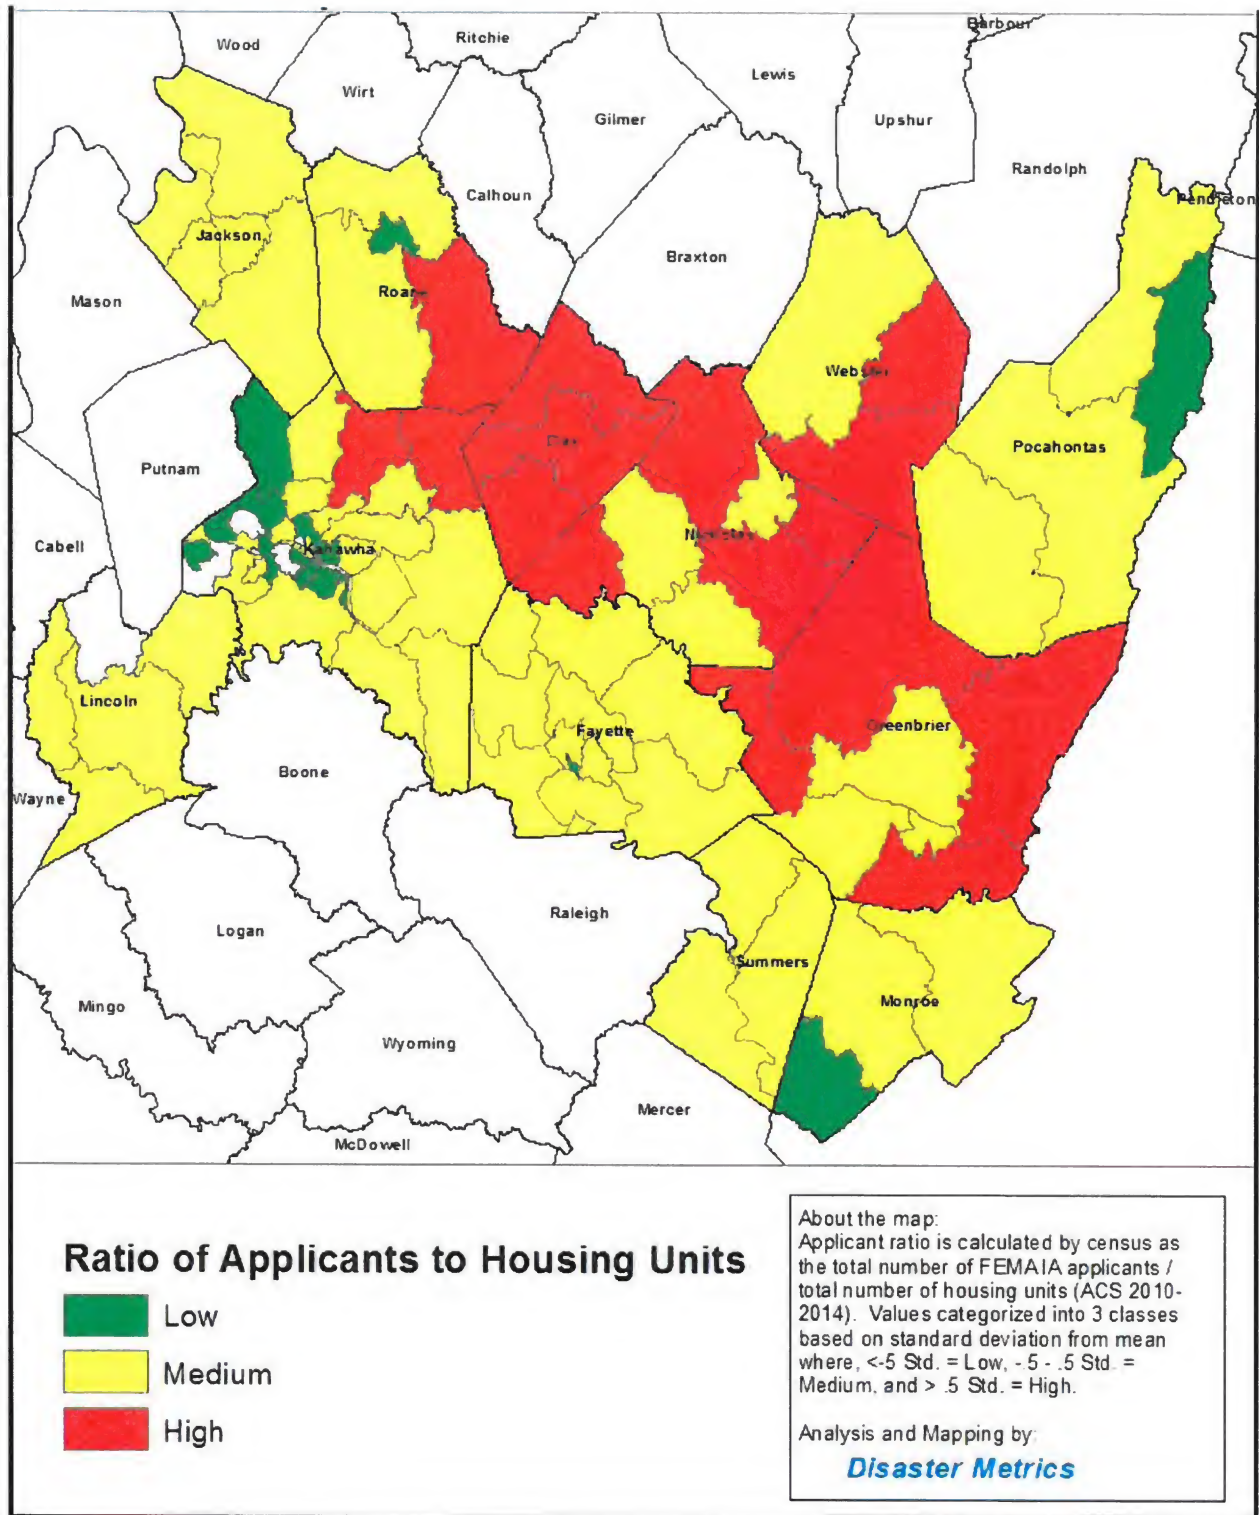 Barbour
Wood
Ritchie
Lewis
Wirt
Gilmer
Upshur
Randolph
Calhoun
Pendleton
Jackson
Braxton
Mason
Roane
Webster
Clay
Pocahontas
Putnam
Nicholas
Cabell
Kanawha
Lincoln
Greenbrier
Fayette
Boone
Wayne
Raleigh
Logan
Summers
Mingo
Monroe
Wyoming
Mercer
McDowell
Ratio of Applicants to Housing Units
Low
Medium
High
About the map:
Applicant ratio is calculated by census as
the total number of FEMAIA applicants /
total number of housing units (ACS 2010-
2014). Values categorized into 3 classes
based on standard deviation from mean
where, <-5 Std. = Low, -.5 - .5 Std. =
Medium, and > .5 Std. = High.
Analysis and Mapping by:
Disaster Metrics